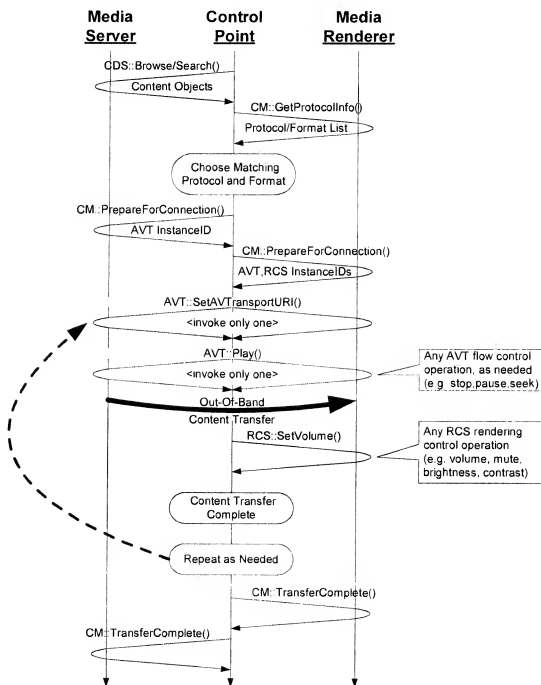 Media Server
Control Point
Media Renderer
CDS::Browse/Search()
Content Objects
CM::GetProtocolInfo()
Protocol/Format List
Choose Matching
Protocol and Format
CM::PrepareForConnection()
AVT InstanceID
CM::PrepareForConnection()
AVT,RCS InstanceIDs
AVT::SetAVTransportURI()
<invoke only one>
AVT::Play()
<invoke only one>
Any AVT flow control
operation, as needed
(e.g. stop,pause,seek)
Out-Of-Band
Content Transfer
RCS::SetVolume()
Any RCS rendering
control operation
(e.g. volume, mute,
brightness, contrast)
Content Transfer
Complete
Repeat as Needed
CM::TransferComplete()
CM::TransferComplete()